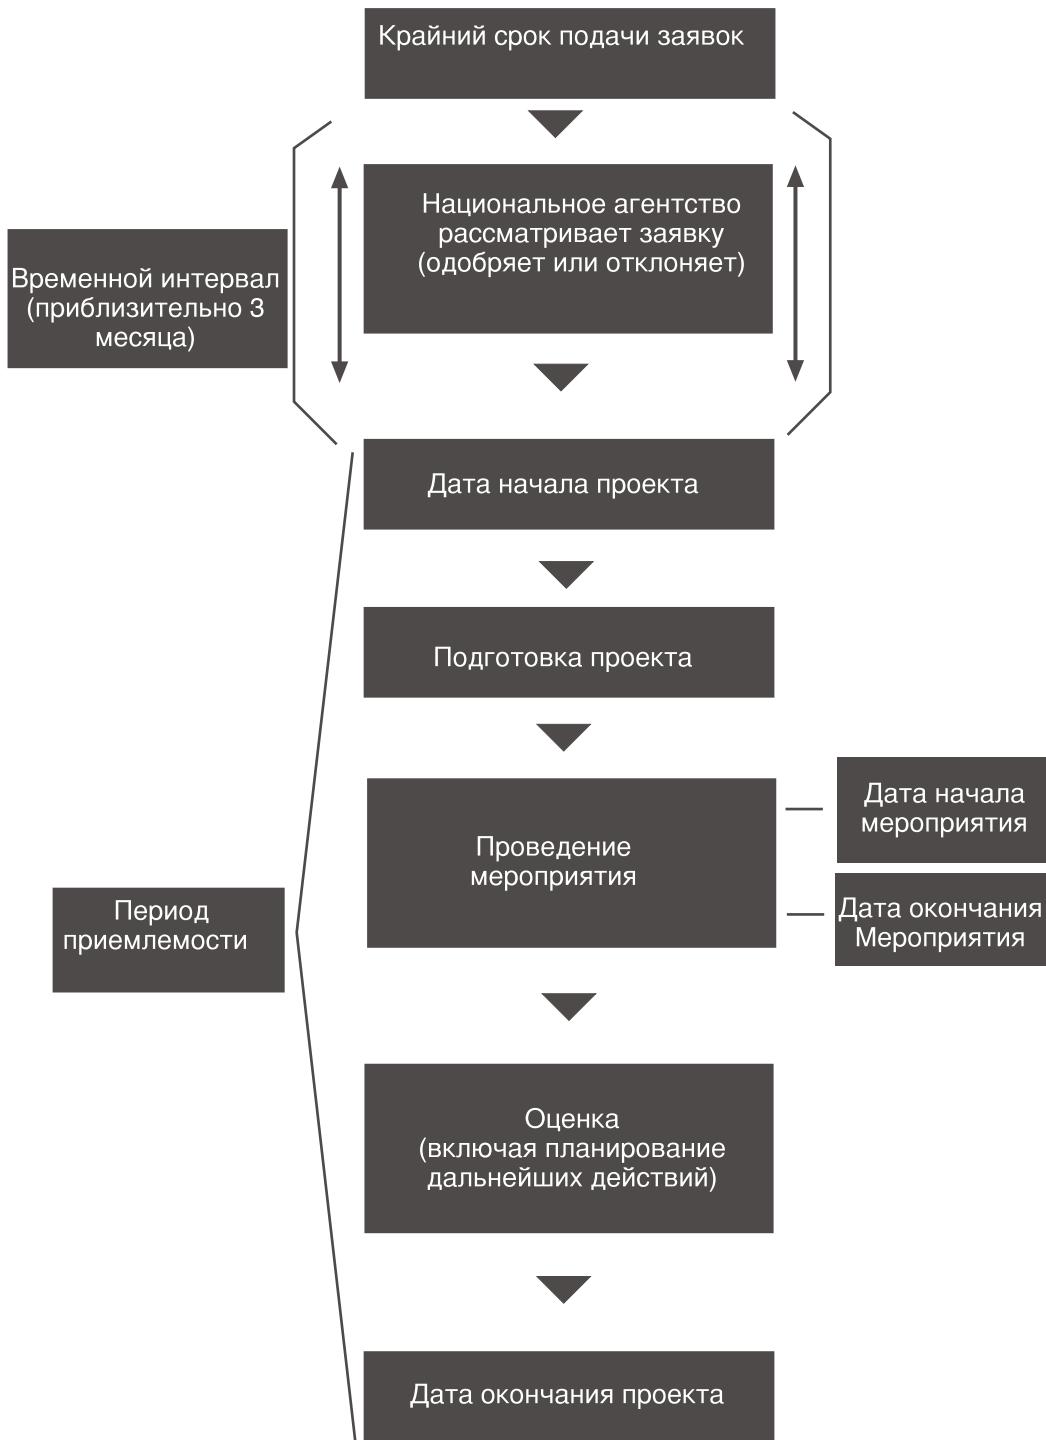 Крайний срок подачи заявок
Национальное агентство
рассматривает заявку
(одобряет или отклоняет)
Временной интервал
(приблизительно 3
месяца)
Дата начала проекта
Подготовка проекта
Проведение
мероприятия
Дата начала
мероприятия
Дата окончания
Мероприятия
Период
приемлемости
Оценка
(включая планирование
дальнейших действий)
Дата окончания проекта